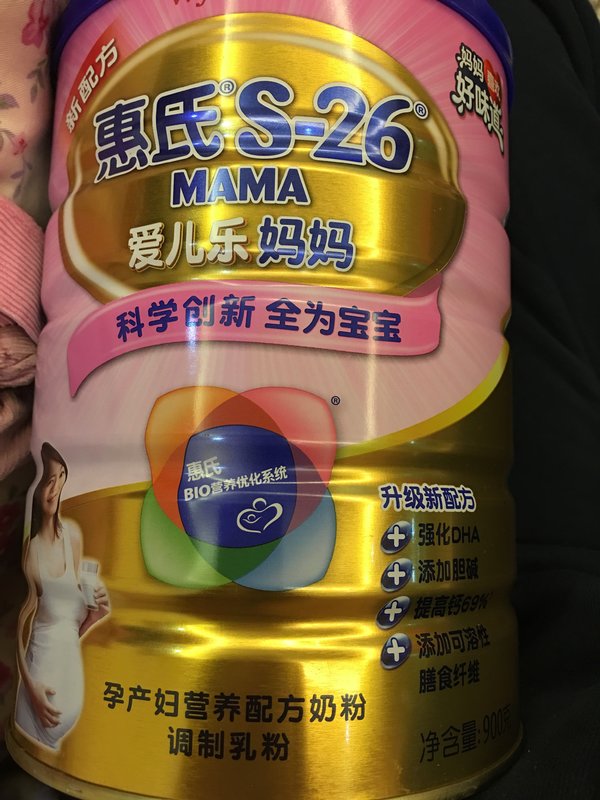 新配方
妈妈
好味道
惠氏®S-26®
MAMA
爱儿乐妈妈
科学创新 全为宝宝
®
惠氏
BIO营养优化系统
升级新配方
强化DHA
添加胆碱
提高钙69%
添加可溶性
膳食纤维
孕产妇营养配方奶粉
调制乳粉
净含量:900克